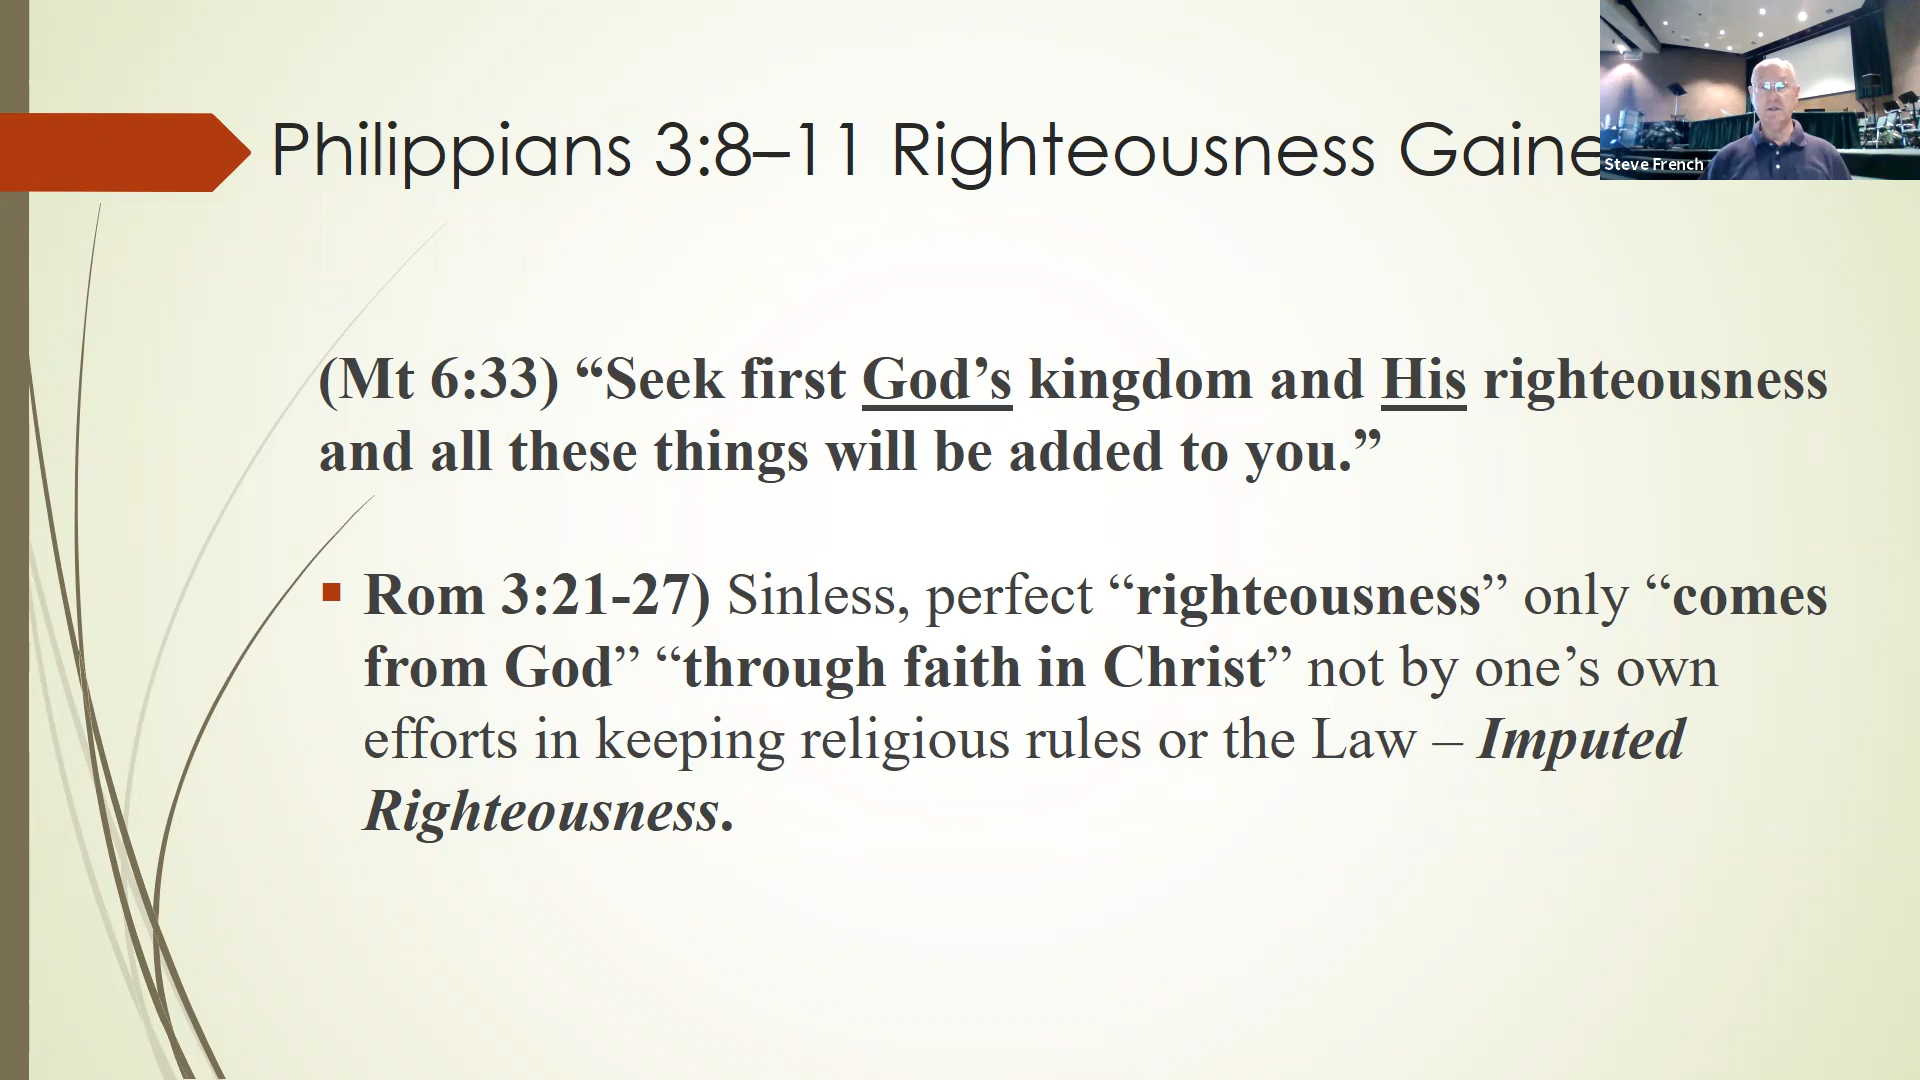 Philippians 3:8–11 Righteousness Gaine
Steve French
(Mt 6:33) “Seek first God’s kingdom and His righteousness
and all these things will be added to you.”
Rom 3:21-27) Sinless, perfect “righteousness” only “comes
from God” “through faith in Christ” not by one’s own
efforts in keeping religious rules or the Law – Imputed
Righteousness.